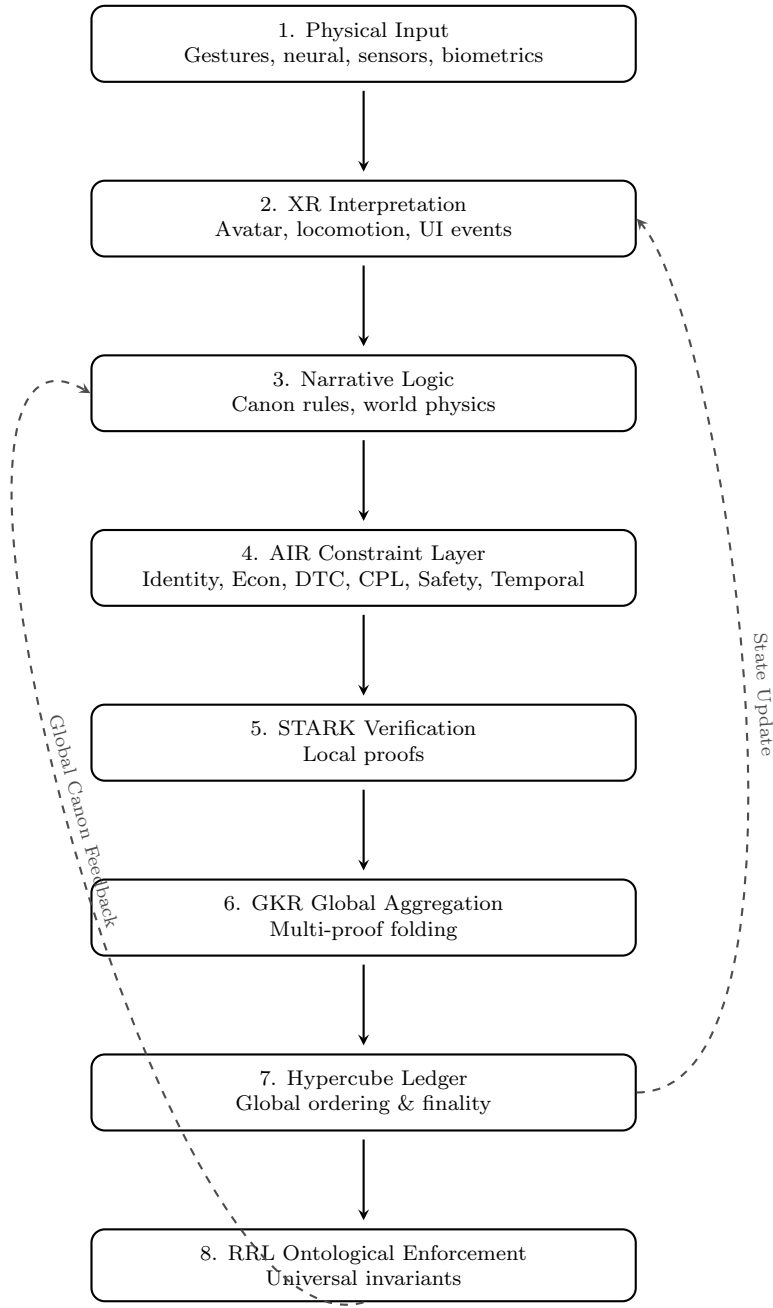 1. Physical Input
Gestures, neural, sensors, biometrics
2. XR Interpretation
Avatar, locomotion, UI events
3. Narrative Logic
Canon rules, world physics
4. AIR Constraint Layer
Identity, Econ, DTC, CPL, Safety, Temporal
State Update
5. STARK Verification
Local proofs
Global Canon Feedback
6. GKR Global Aggregation
Multi-proof folding
7. Hypercube Ledger
Global ordering & finality
8. RRL Ontological Enforcement
Universal invariants